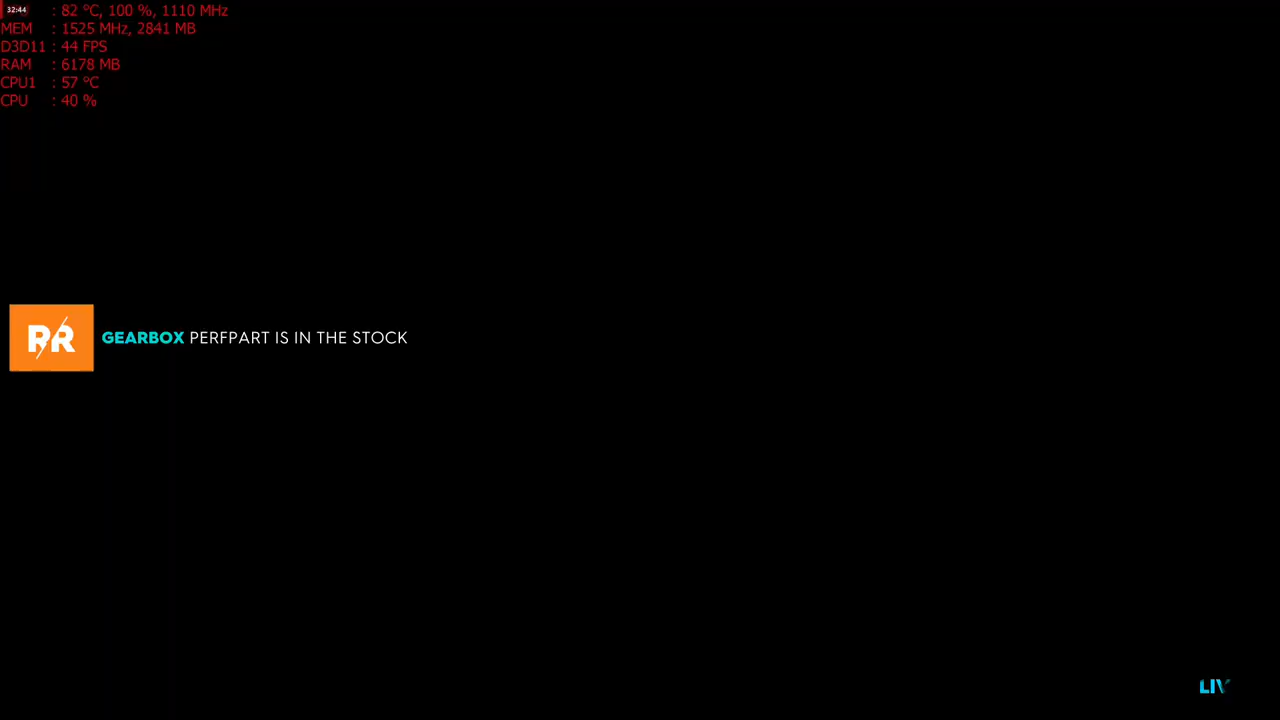 32:44 : 82 °C, 100 %, 1110 MHz
MEM : 1525 MHz, 2841 MB
D3D11 : 44 FPS
RAM : 6178 MB
CPU1 : 57 °C
CPU : 40 %
RR GEARBOX PERFPART IS IN THE STOCK
LIV